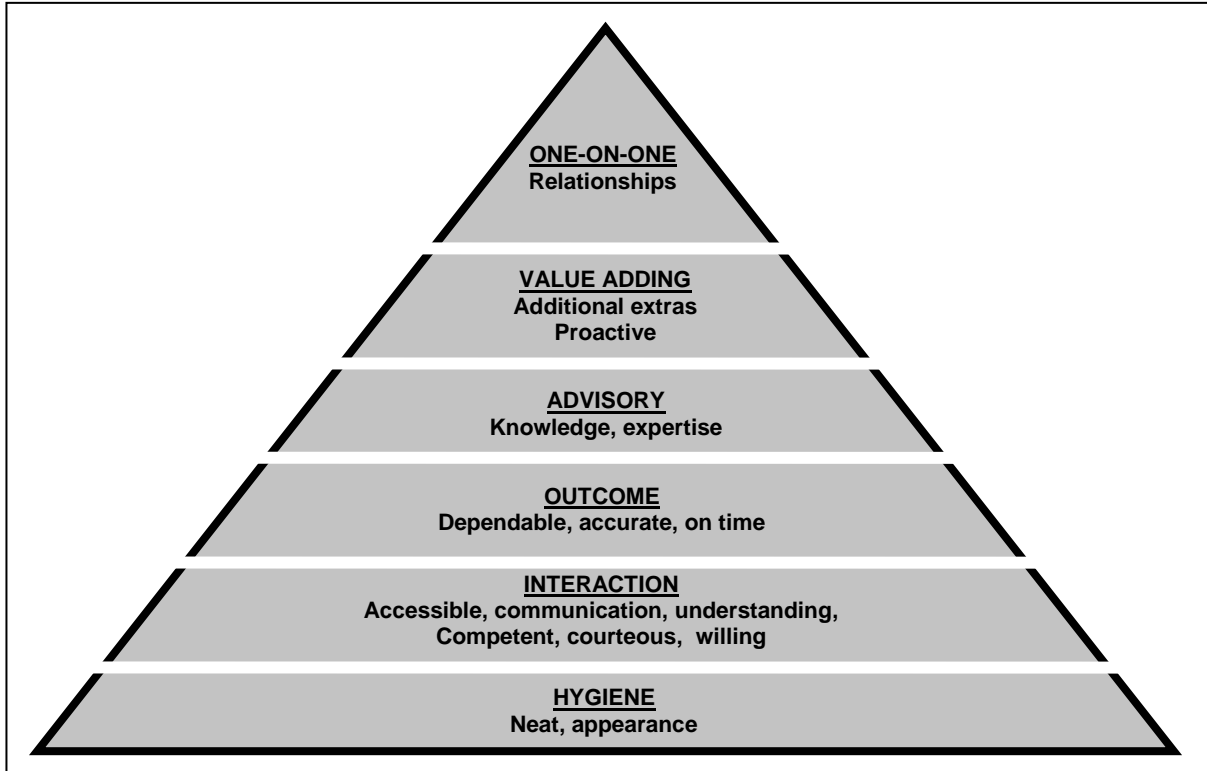 ONE-ON-ONE
Relationships
VALUE ADDING
Additional extras
Proactive
ADVISORY
Knowledge, expertise
OUTCOME
Dependable, accurate, on time
INTERACTION
Accessible, communication, understanding,
Competent, courteous,  willing
HYGIENE
Neat, appearance